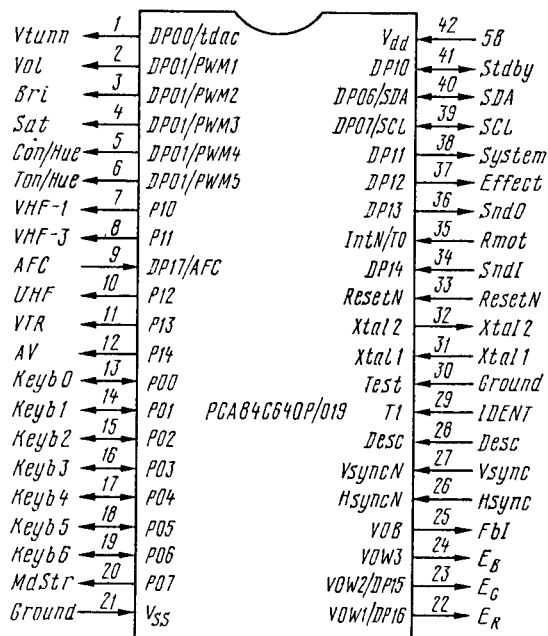 Vtunn 1 DP00/tdac Vdd 42 5В
Vol 2 DP01/PWM1 DP10 41 Stdby
Bri 3 DP01/PWM2 DP06/SDA 40 SDA
Sat 4 DP01/PWM3 DP07/SCL 39 SCL
Con/Hue 5 DP01/PWM4 DP11 38 System
Ton/Hue 6 DP01/PWM5 DP12 37 Effect
VHF-1 7 P10 DP13 36 SndO
VHF-3 8 P11 IntN/T0 35 Rmot
AFC 9 DP17/AFC DP14 34 SndI
UHF 10 P12 ResetN 33 ResetN
VTR 11 P13 Xtal2 32 Xtal2
AV 12 P14 Xtal1 31 Xtal1
Keyb0 13 P00 Test 30 Ground
Keyb1 14 P01 PCA84C640P/019 T1 29 IDENT
Keyb2 15 P02 Desc 28 Desc
Keyb3 16 P03 VsyncN 27 Vsync
Keyb4 17 P04 HsyncN 26 Hsync
Keyb5 18 P05 VOB 25 FbI
Keyb6 19 P06 VOW3 24 EB
MdStr 20 P07 VOW2/DP15 23 EG
Ground 21 VSS VOW1/DP16 22 ER